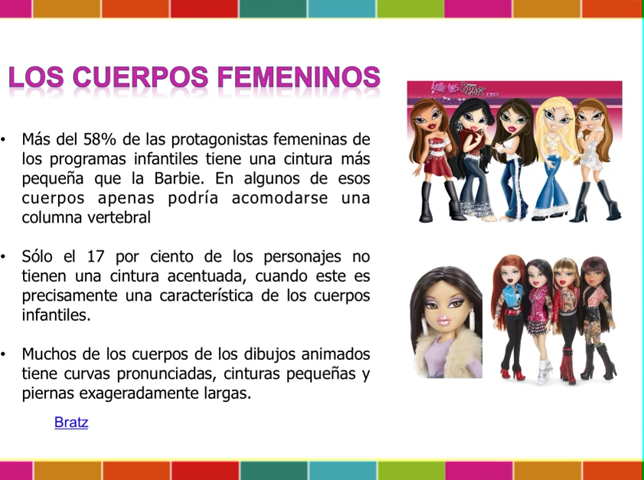 LOS CUERPOS FEMENINOS
• Más del 58% de las protagonistas femeninas de
los programas infantiles tiene una cintura más
pequeña que la Barbie. En algunos de esos
cuerpos apenas podría acomodarse una
columna vertebral
• Sólo el 17 por ciento de los personajes no
tienen una cintura acentuada, cuando este es
precisamente una característica de los cuerpos
infantiles.
• Muchos de los cuerpos de los dibujos animados
tiene curvas pronunciadas, cinturas pequeñas y
piernas exageradamente largas.
Bratz